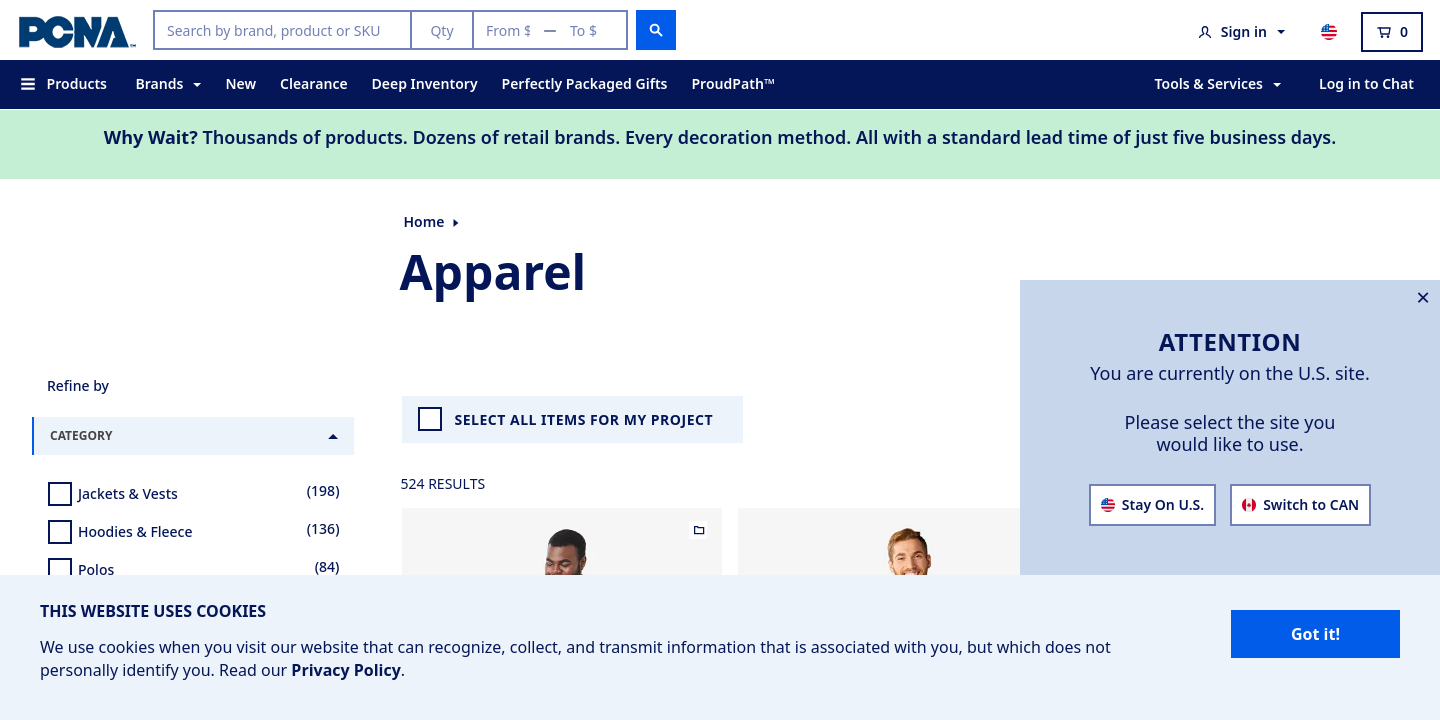 PCNA™
Search by brand, product or SKU
Qty
From $ — To $
Sign in
0
Products
Brands
New
Clearance
Deep Inventory
Perfectly Packaged Gifts
ProudPath™
Tools & Services
Log in to Chat
Why Wait? Thousands of products. Dozens of retail brands. Every decoration method. All with a standard lead time of just five business days.
Home
Apparel
ATTENTION
You are currently on the U.S. site.
Please select the site you
would like to use.
Stay On U.S.
Switch to CAN
Refine by
CATEGORY
Jackets & Vests (198)
Hoodies & Fleece (136)
Polos (84)
SELECT ALL ITEMS FOR MY PROJECT
524 RESULTS
THIS WEBSITE USES COOKIES
We use cookies when you visit our website that can recognize, collect, and transmit information that is associated with you, but which does not
personally identify you. Read our Privacy Policy.
Got it!